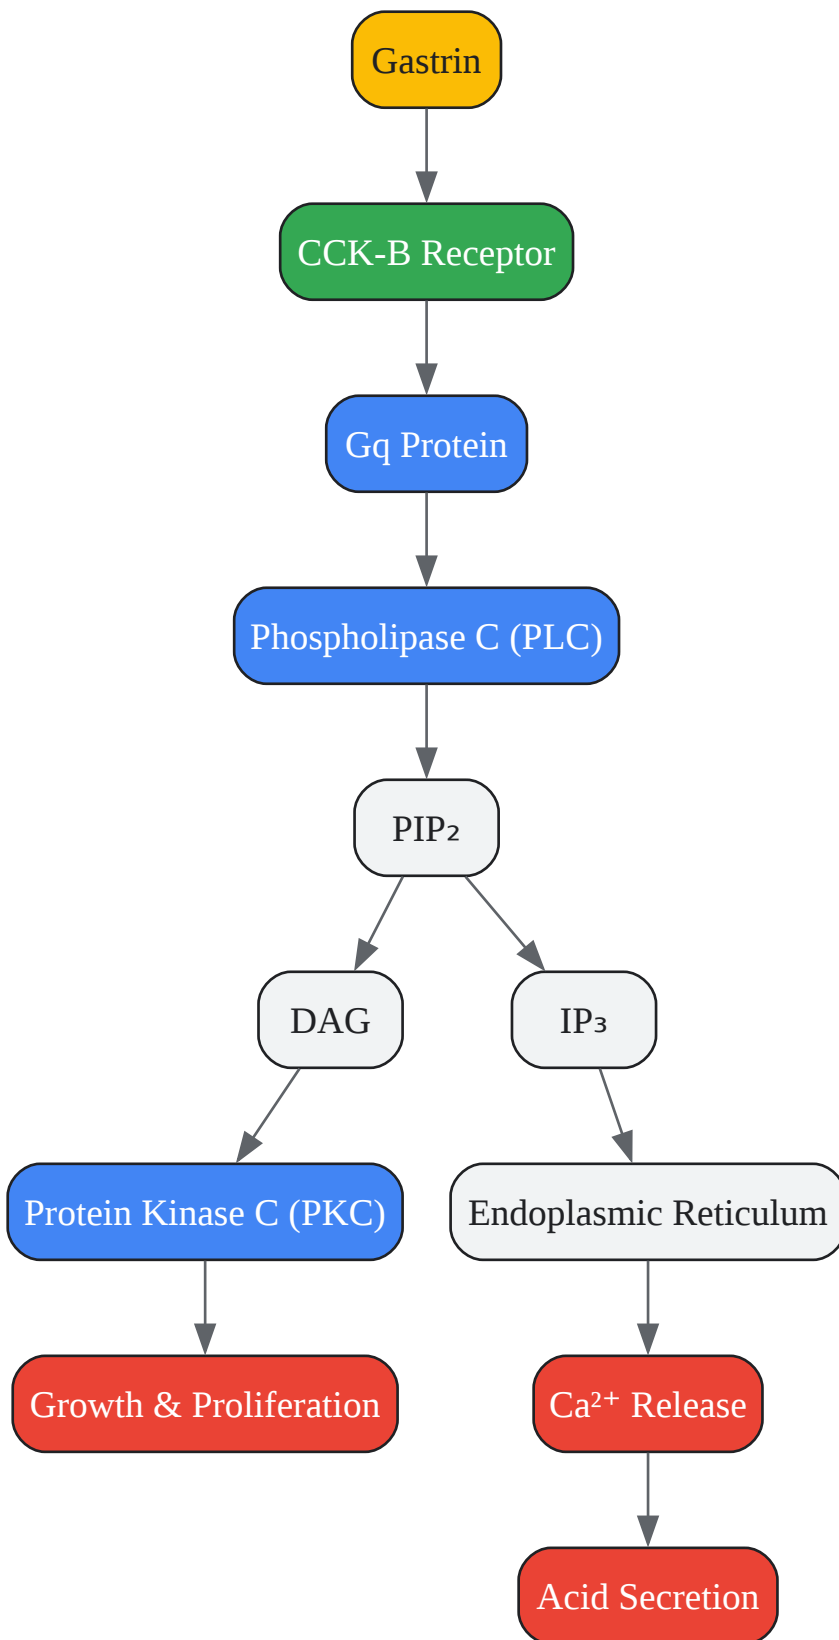 Gastrin
CCK-B Receptor
Gq Protein
Phospholipase C (PLC)
PIP₂
DAG
IP₃
Protein Kinase C (PKC)
Endoplasmic Reticulum
Growth & Proliferation
Ca²⁺ Release
Acid Secretion